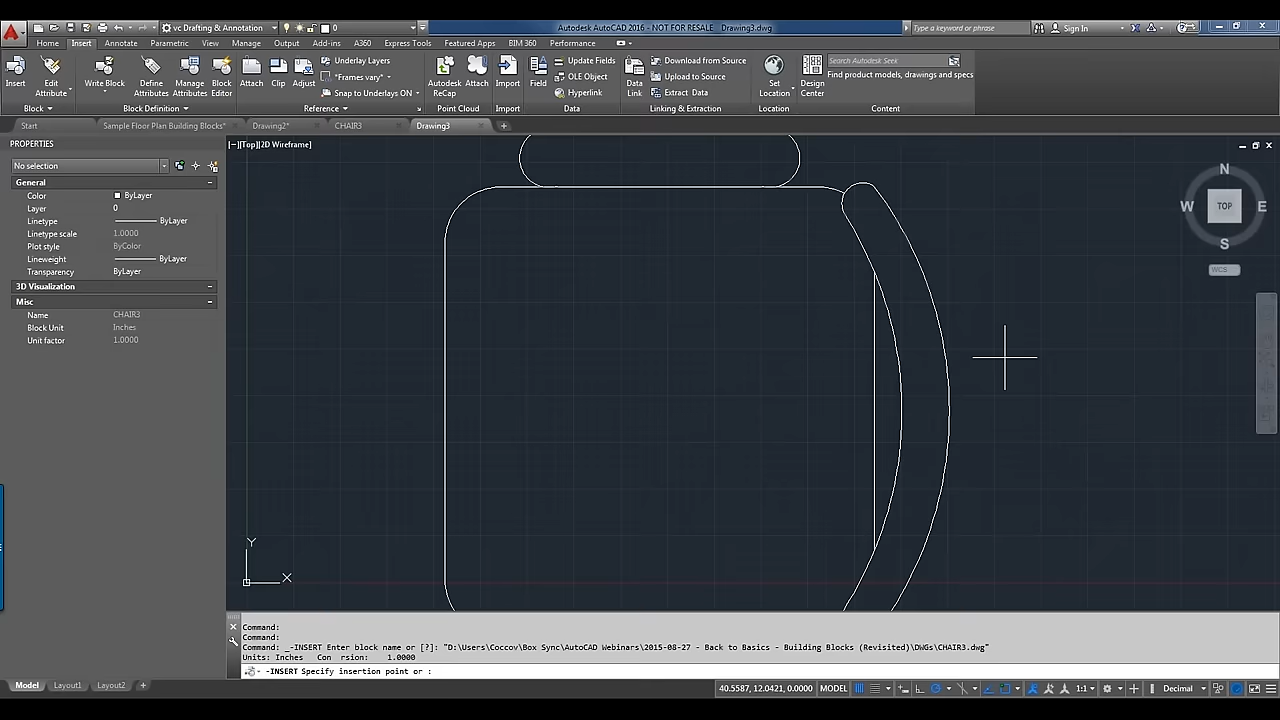 vc Drafting & Annotation
0
Autodesk AutoCAD 2016 - NOT FOR RESALE Drawing3.dwg
Type a keyword or phrase
Sign In
Home Insert Annotate Parametric View Manage Output Add-ins A360 Express Tools Featured Apps BIM 360 Performance
Insert
Edit Attribute
Block
Write Block
Define Attributes
Manage Attributes
Block Editor
Block Definition
Attach
Clip
Adjust
Underlay Layers
*Frames vary*
Snap to Underlays ON
Reference
Autodesk ReCap
Attach
Point Cloud
Import
Import
Field
Update Fields
OLE Object
Hyperlink
Data
Data Link
Download from Source
Upload to Source
Extract Data
Linking & Extraction
Set Location
Location
Design Center
Search Autodesk Seek
Find product models, drawings and specs
Content
Start Sample Floor Plan Building Blocks* Drawing2* CHAIR3 Drawing3
PROPERTIES
No selection
General
Color ByLayer
Layer 0
Linetype ByLayer
Linetype scale 1.0000
Plot style ByColor
Lineweight ByLayer
Transparency ByLayer
3D Visualization
Misc
Name CHAIR3
Block Unit Inches
Unit factor 1.0000
[−][Top][2D Wireframe]
N
W TOP E
S
WCS
Y
X
Command:
Command:
Command: _-INSERT Enter block name or [?]: "D:\Users\Coccov\Box Sync\AutoCAD Webinars\2015-08-27 - Back to Basics - Building Blocks (Revisited)\DWGs\CHAIR3.dwg"
Units: Inches Con rsion: 1.0000
-INSERT Specify insertion point or :
Model Layout1 Layout2 +
40.5587, 12.0421, 0.0000 MODEL 1:1 Decimal